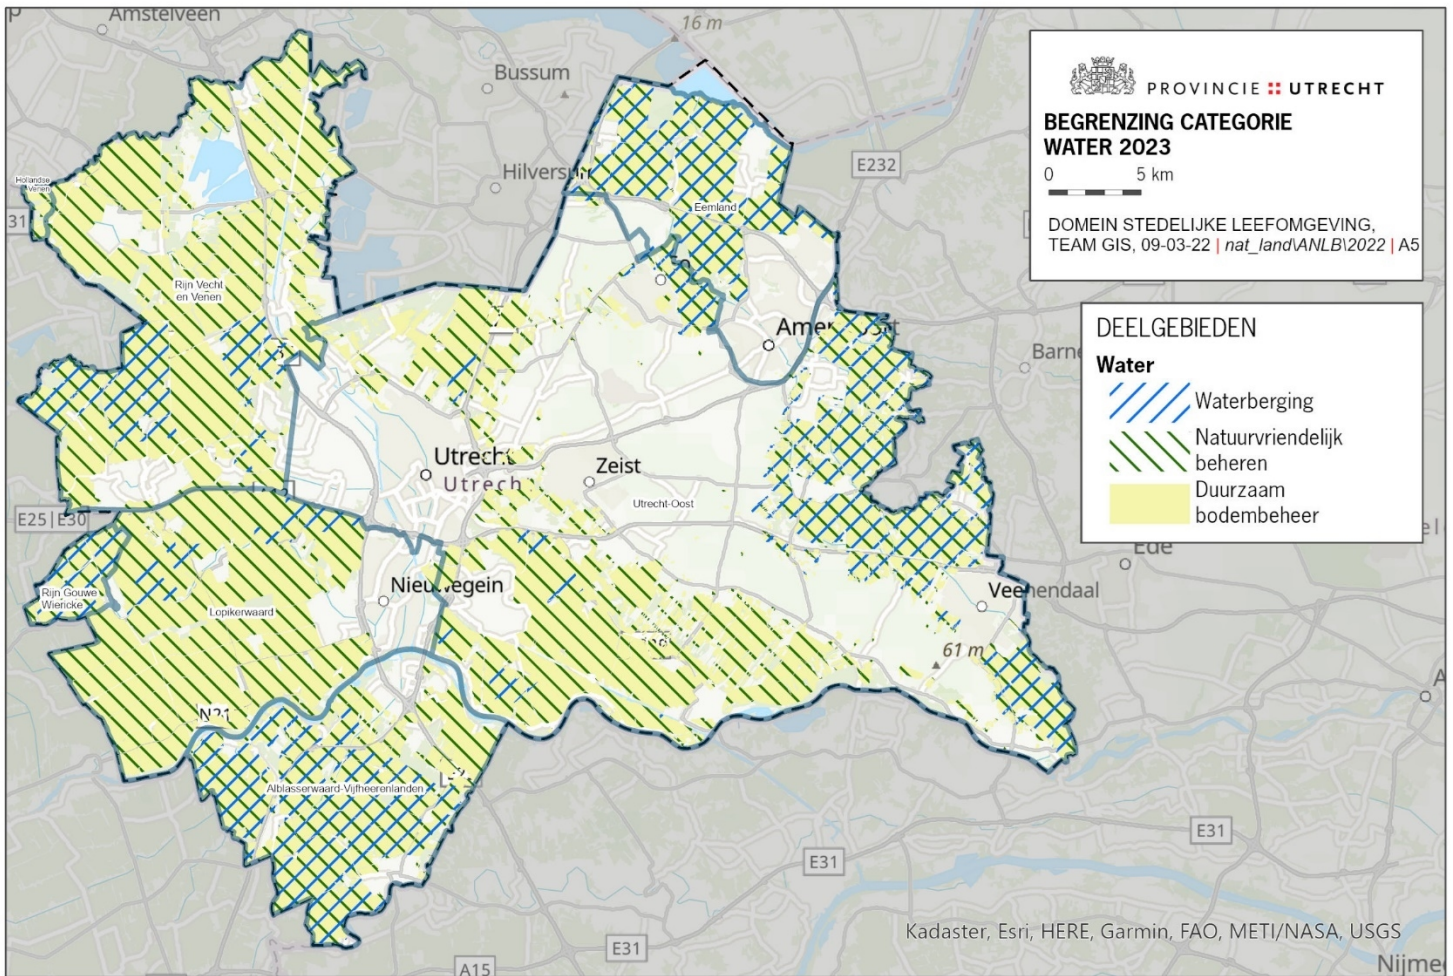 Amstelveen
16 m
Bussum
PROVINCIE UTRECHT
BEGRENZING CATEGORIE
WATER 2023
0 5 km
DOMEIN STEDELIJKE LEEFOMGEVING,
TEAM GIS, 09-03-22 | nat_land\ANLB\2022 | A5
E232
Hollandse
Venen
31
Eemland
Rijn Vecht
en Venen
DEELGEBIEDEN
Water
Waterberging
Natuurvriendelijk
beheren
Duurzaam
bodembeheer
Utrecht
Zeist
Utrecht-Oost
E25|E30
Ede
Rijn Gouwe
Wiericke
Lopikerwaard
Nieuwegein
Veenendaal
61 m
Alblasserwaard-Vijfheerenlanden
E31
E31
E31
A15
Kadaster, Esri, HERE, Garmin, FAO, METI/NASA, USGS